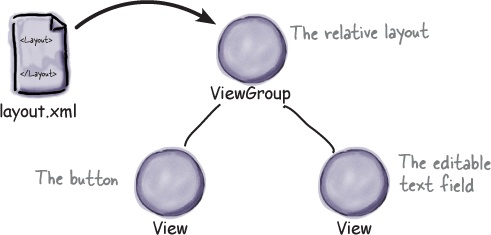 <Layout>
</Layout>
layout.xml
The relative layout
ViewGroup
The button
View
The editable
text field
View